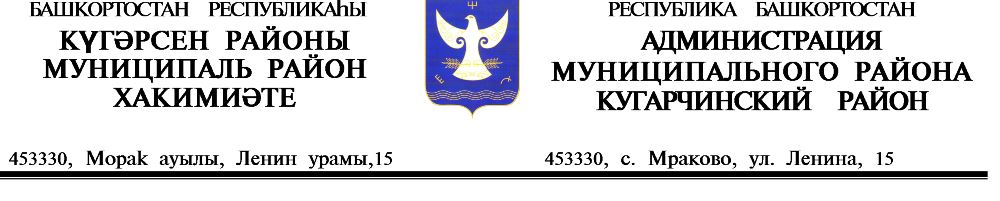 БАШКОРТОСТАН РЕСПУБЛИКАҺЫ
КҮГӘРСЕН РАЙОНЫ
МУНИЦИПАЛЬ РАЙОН
ХАКИМИӘТЕ
453330, Мораk ауылы, Ленин урамы,15
РЕСПУБЛИКА БАШКОРТОСТАН
АДМИНИСТРАЦИЯ
МУНИЦИПАЛЬНОГО РАЙОНА
КУГАРЧИНСКИЙ РАЙОН
453330, с. Мраково, ул. Ленина, 15